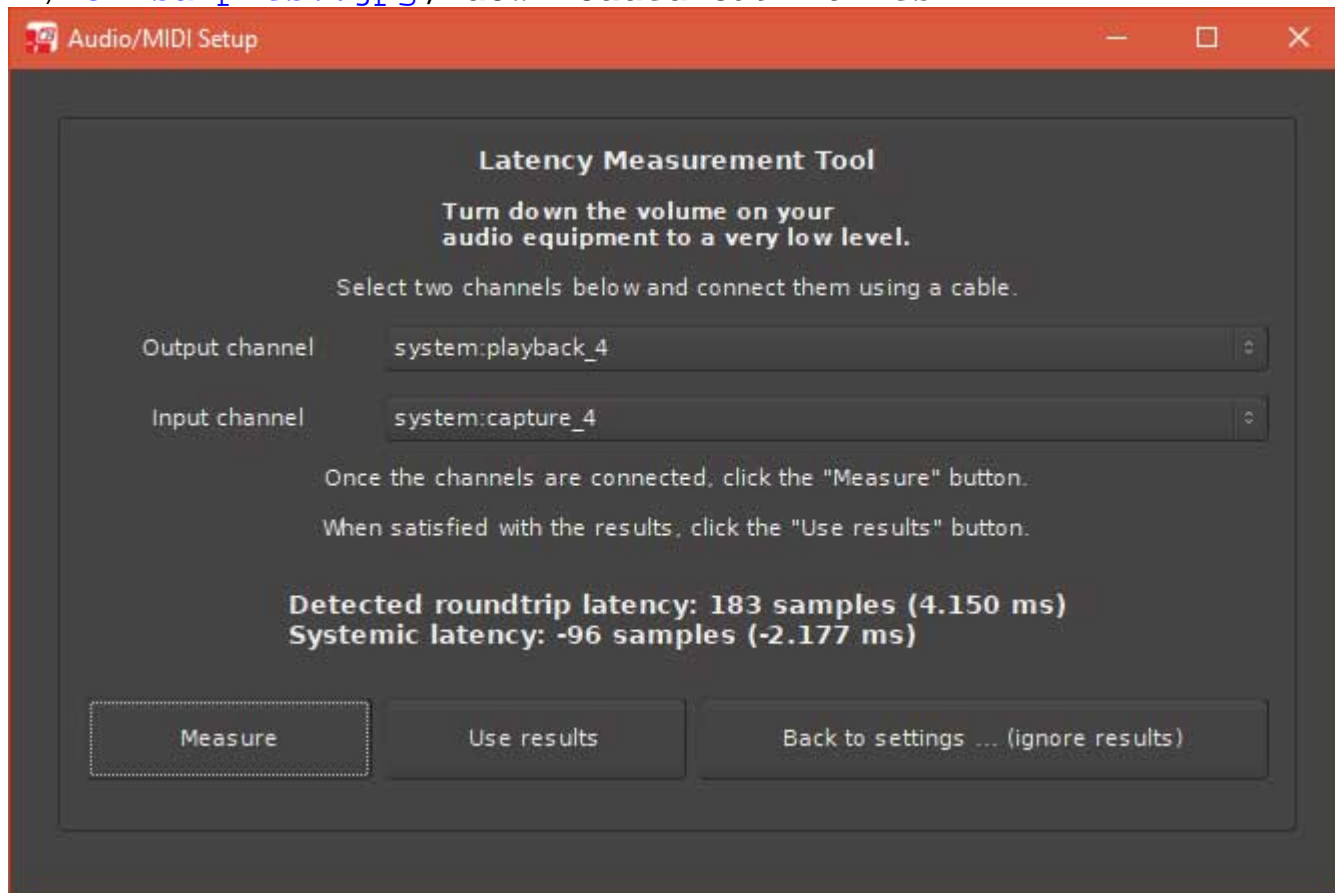 Audio/MIDI Setup
Latency Measurement Tool
Turn down the volume on your
audio equipment to a very low level.
Select two channels below and connect them using a cable.
Output channel system:playback_4
Input channel system:capture_4
Once the channels are connected, click the "Measure" button.
When satisfied with the results, click the "Use results" button.
Detected roundtrip latency: 183 samples (4.150 ms)
Systemic latency: -96 samples (-2.177 ms)
Measure Use results Back to settings ... (ignore results)